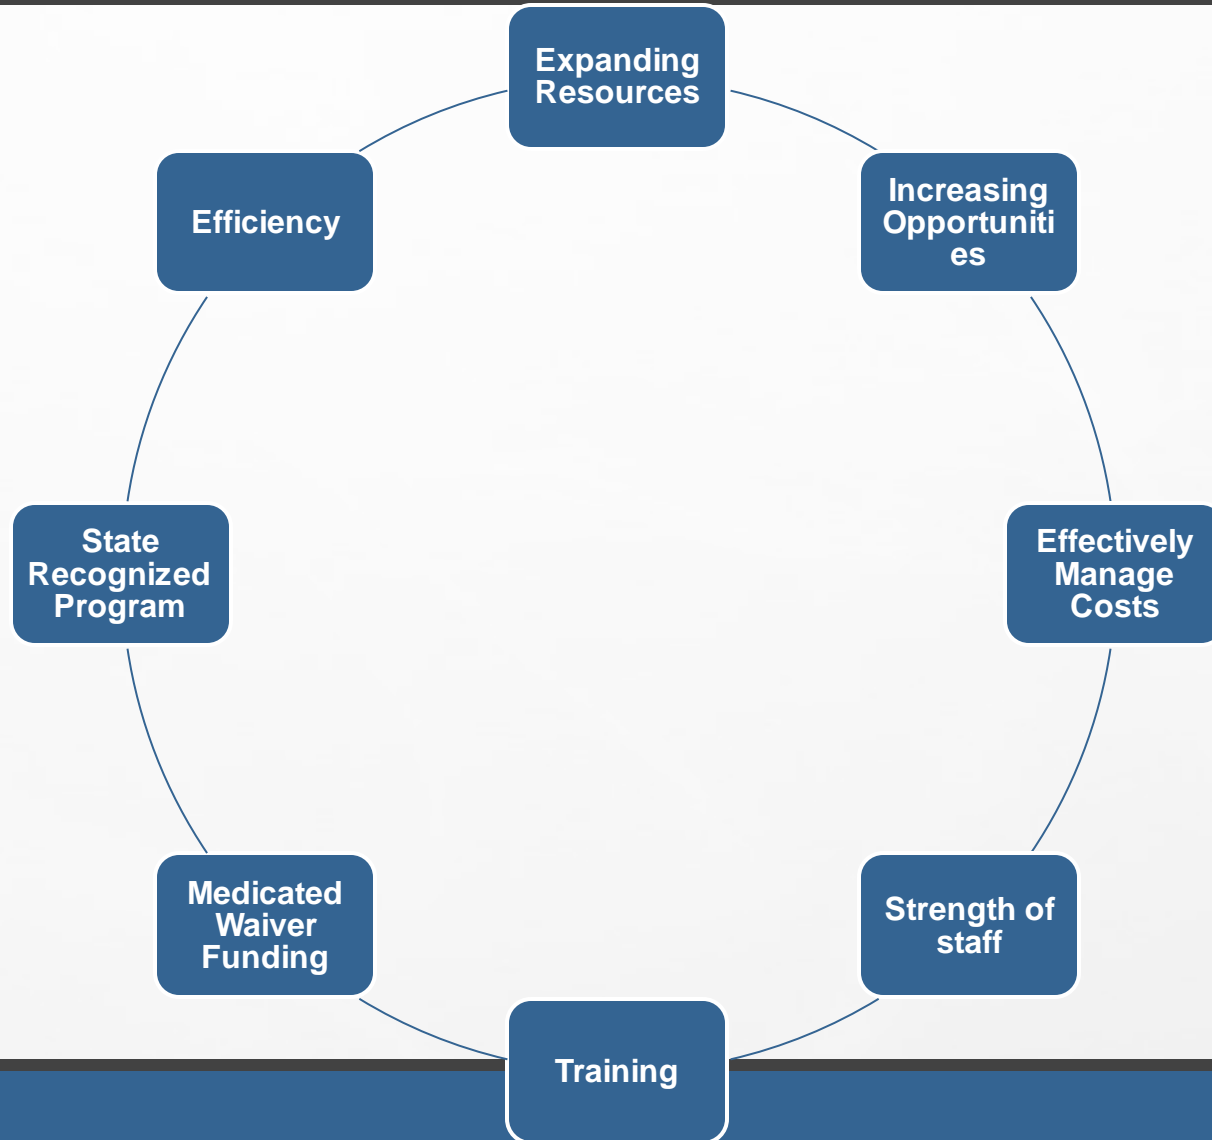 Expanding
Resources
Increasing
Opportuniti
es
Effectively
Manage
Costs
Strength of
staff
Training
Medicated
Waiver
Funding
State
Recognized
Program
Efficiency